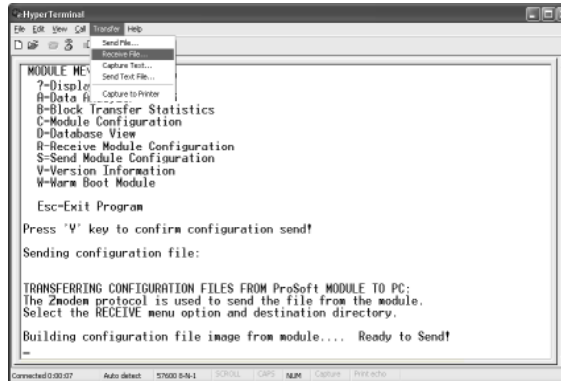 HyperTerminal
File Edit View Call Transfer Help
Send File...
Receive File...
Capture Text...
Send Text File...
Capture to Printer
MODULE ME
?=Displa
A=Data A
B=Block Transfer Statistics
C=Module Configuration
D=Database View
R=Receive Module Configuration
S=Send Module Configuration
V=Version Information
W=Warm Boot Module
Esc=Exit Program
Press 'Y' key to confirm configuration send!
Sending configuration file:
TRANSFERRING CONFIGURATION FILES FROM ProSoft MODULE TO PC:
The Zmodem protocol is used to send the file from the module.
Select the RECEIVE menu option and destination directory.
Building configuration file image from module.... Ready to Send!
Connected 0:00:07 Auto detect 57600 8-N-1 SCROLL CAPS NUM Capture Print echo